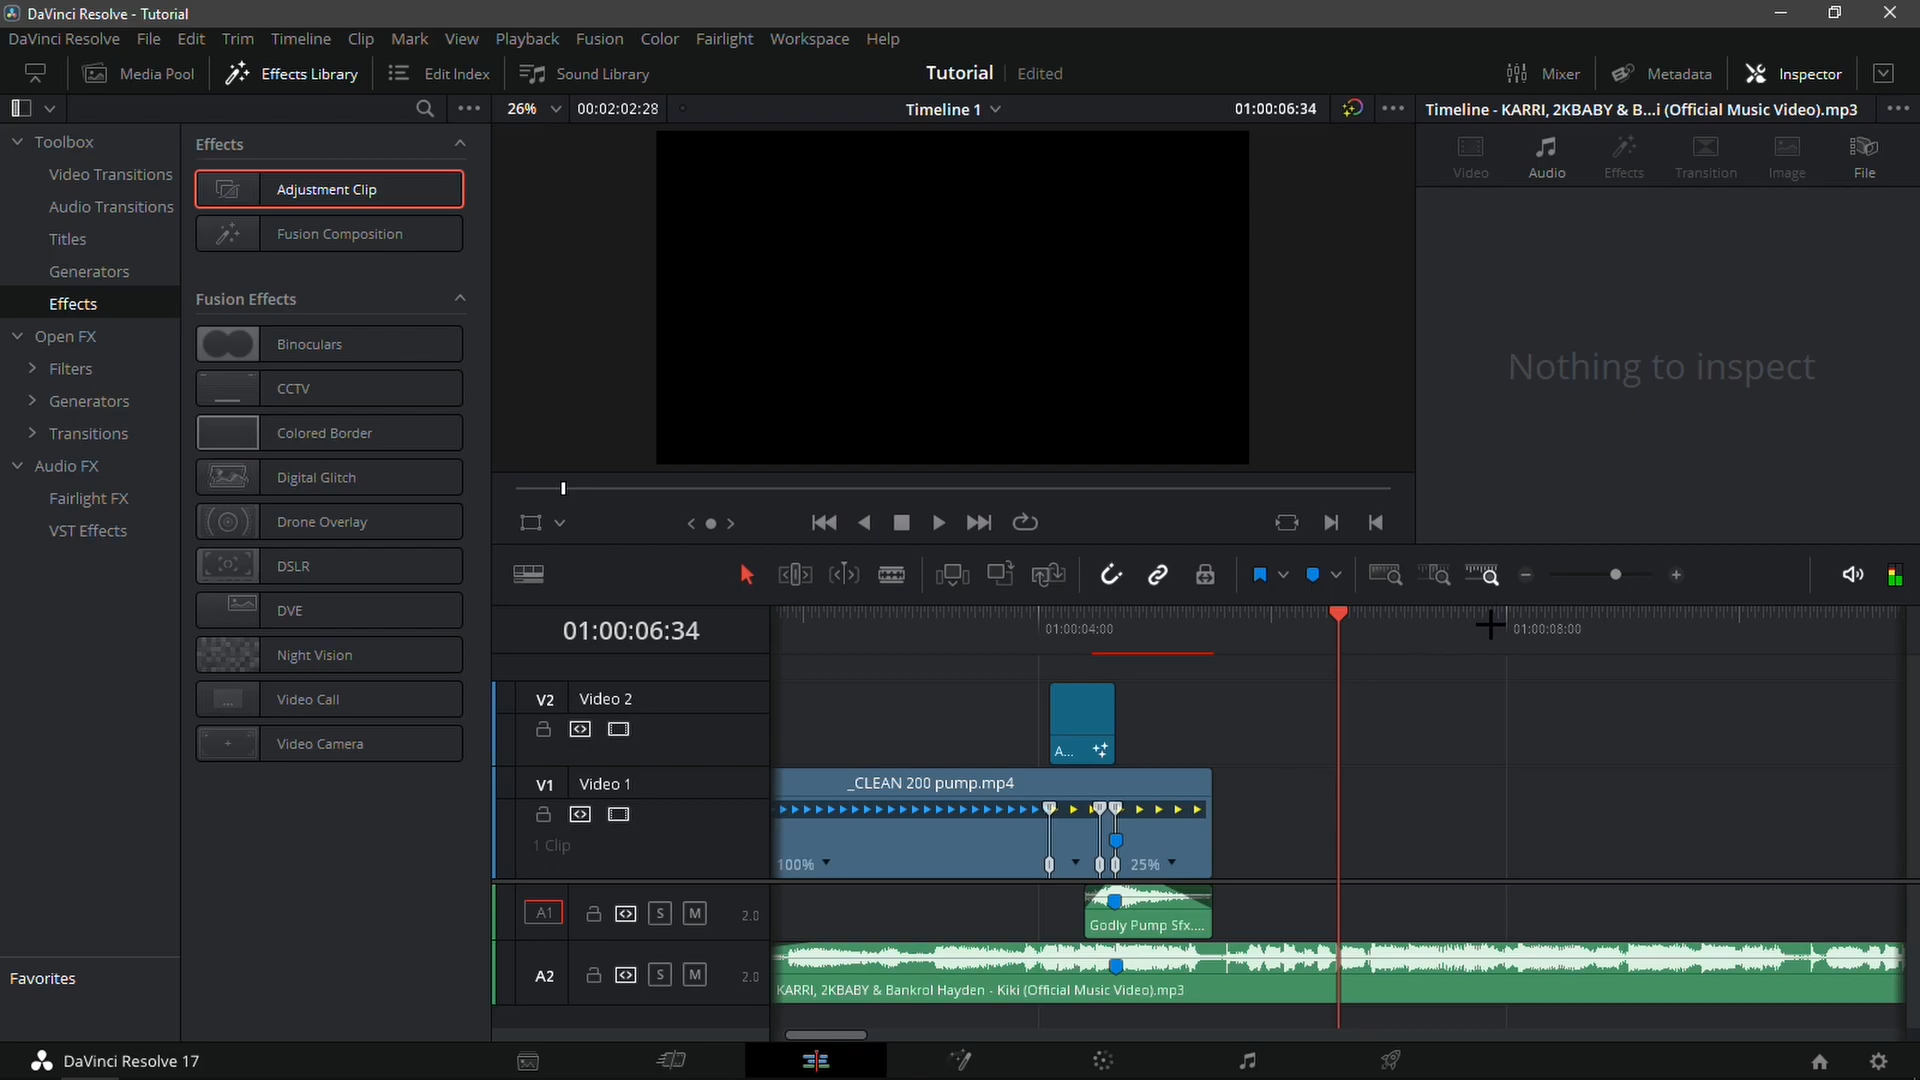 DaVinci Resolve - Tutorial
DaVinci Resolve File Edit Trim Timeline Clip Mark View Playback Fusion Color Fairlight Workspace Help
Media Pool Effects Library Edit Index Sound Library Tutorial Edited Mixer Metadata Inspector
26% 00:02:02:28 Timeline 1 01:00:06:34 Timeline - KARRI, 2KBABY & B...i (Official Music Video).mp3
Toolbox
Video Transitions
Audio Transitions
Titles
Generators
Effects
Open FX
Filters
Generators
Transitions
Audio FX
Fairlight FX
VST Effects
Favorites
Effects
Adjustment Clip
Fusion Composition
Fusion Effects
Binoculars
CCTV
Colored Border
Digital Glitch
Drone Overlay
DSLR
DVE
Night Vision
Video Call
Video Camera
Video Audio Effects Transition Image File
Nothing to inspect
01:00:06:34
01:00:04:00 01:00:08:00
V2 Video 2
A...
V1 Video 1
1 Clip
_CLEAN 200 pump.mp4
100% 25%
A1 S M 2.0
Godly Pump Sfx....
A2 S M 2.0
KARRI, 2KBABY & Bankrol Hayden - Kiki (Official Music Video).mp3
DaVinci Resolve 17